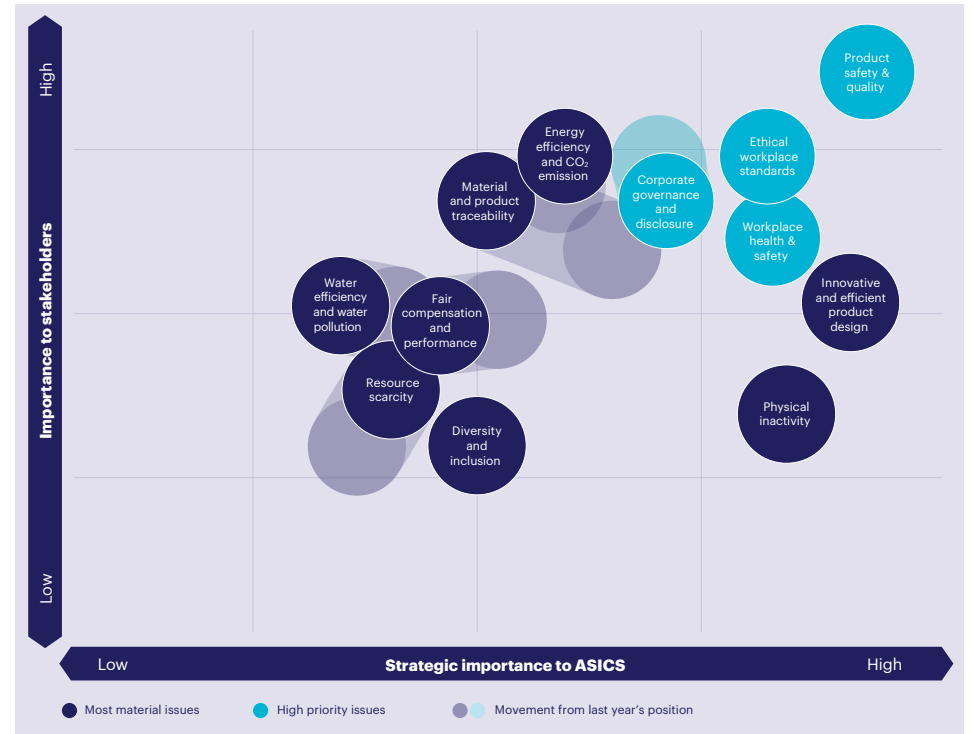 High
Importance to stakeholders
Low
Product
safety &
quality
Energy
efficiency
and CO₂
emission
Ethical
workplace
standards
Material
and product
traceability
Corporate
governance
and
disclosure
Workplace
health &
safety
Water
efficiency
and water
pollution
Fair
compensation
and
performance
Innovative
and efficient
product
design
Resource
scarcity
Physical
inactivity
Diversity
and
inclusion
Low
Strategic importance to ASICS
High
Most material issues
High priority issues
Movement from last year's position